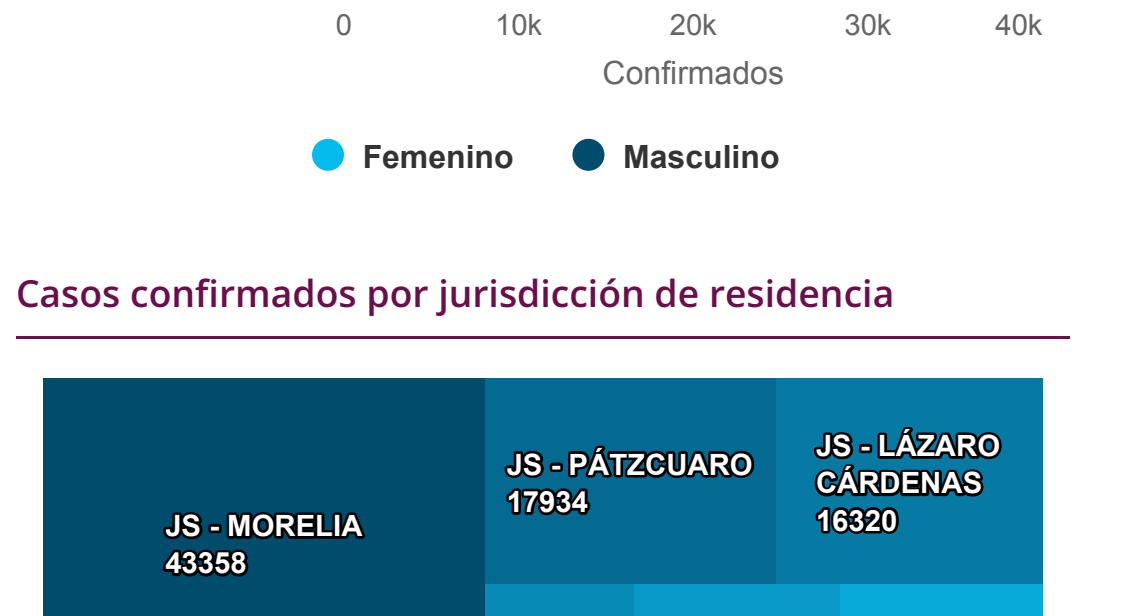 0 10k 20k 30k 40k
Confirmados
Femenino Masculino
Casos confirmados por jurisdicción de residencia
JS - MORELIA
43358
JS - PÁTZCUARO
17934
JS - LÁZARO
CÁRDENAS
16320